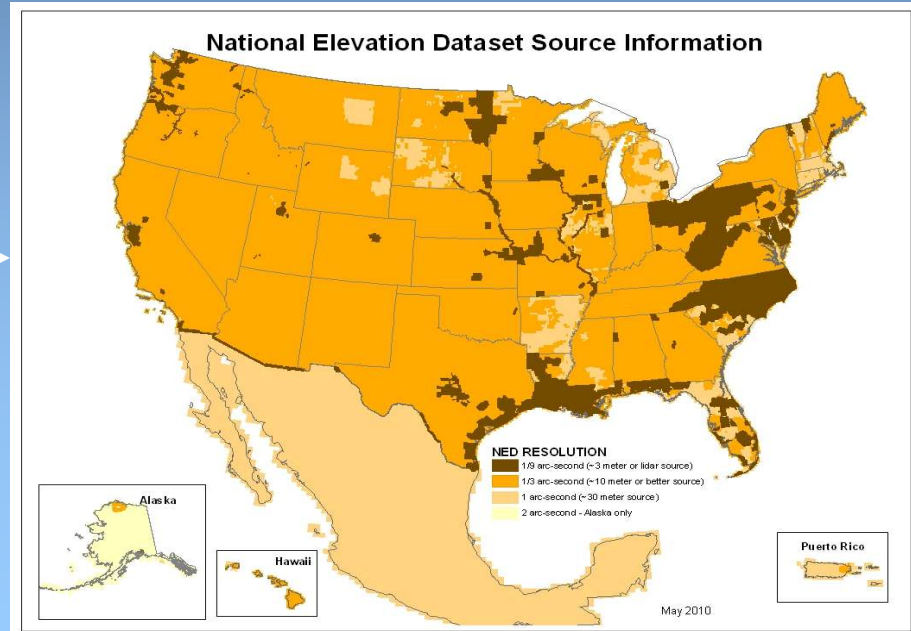 National Elevation Dataset Source Information
NED RESOLUTION
1/9 arc-second (~3 meter or lidar source)
1/3 arc-second (~10 meter or better source)
1 arc-second (~30 meter source)
2 arc-second - Alaska only
Alaska
Hawaii
Puerto Rico
May 2010